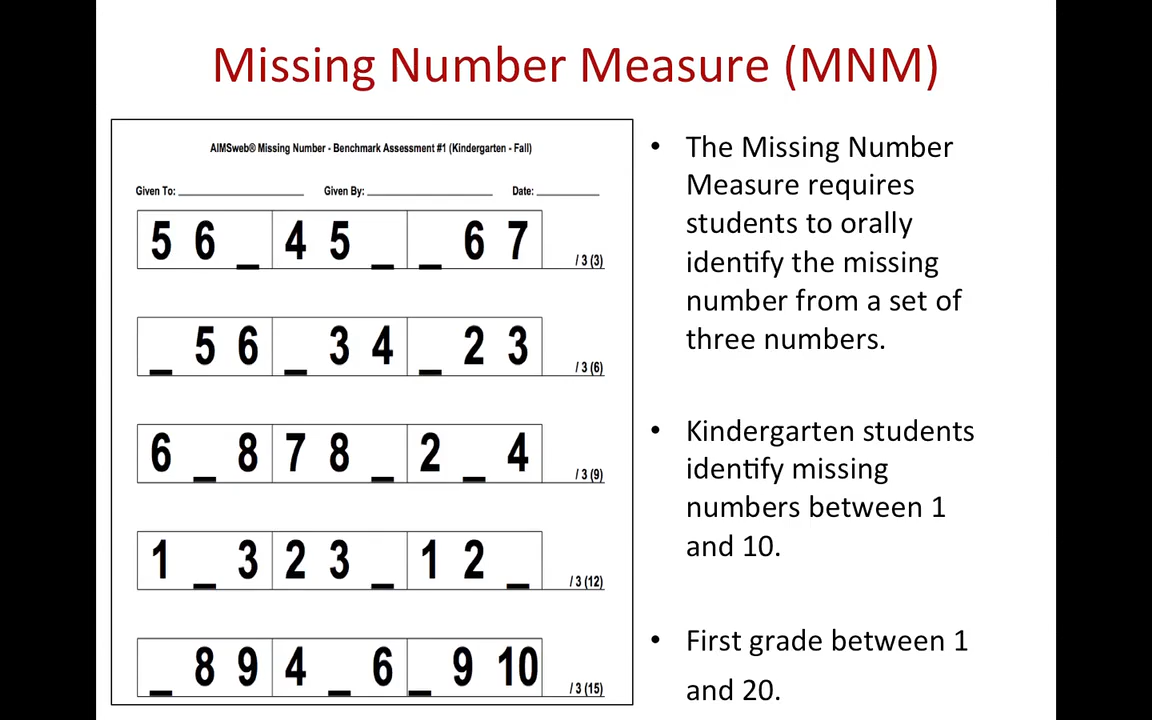 Missing Number Measure (MNM)
AIMSweb® Missing Number - Benchmark Assessment #1 (Kindergarten - Fall)
Given To: ____________________ Given By: ____________________ Date: __________
5 6 _ 4 5 _ _ 6 7 / 3 (3)
_ 5 6 _ 3 4 _ 2 3 / 3 (6)
6 _ 8 7 8 _ 2 _ 4 / 3 (9)
1 _ 3 2 3 _ 1 2 _ / 3 (12)
_ 8 9 4 _ 6 _ 9 10 / 3 (15)
• The Missing Number
Measure requires
students to orally
identify the missing
number from a set of
three numbers.
• Kindergarten students
identify missing
numbers between 1
and 10.
• First grade between 1
and 20.